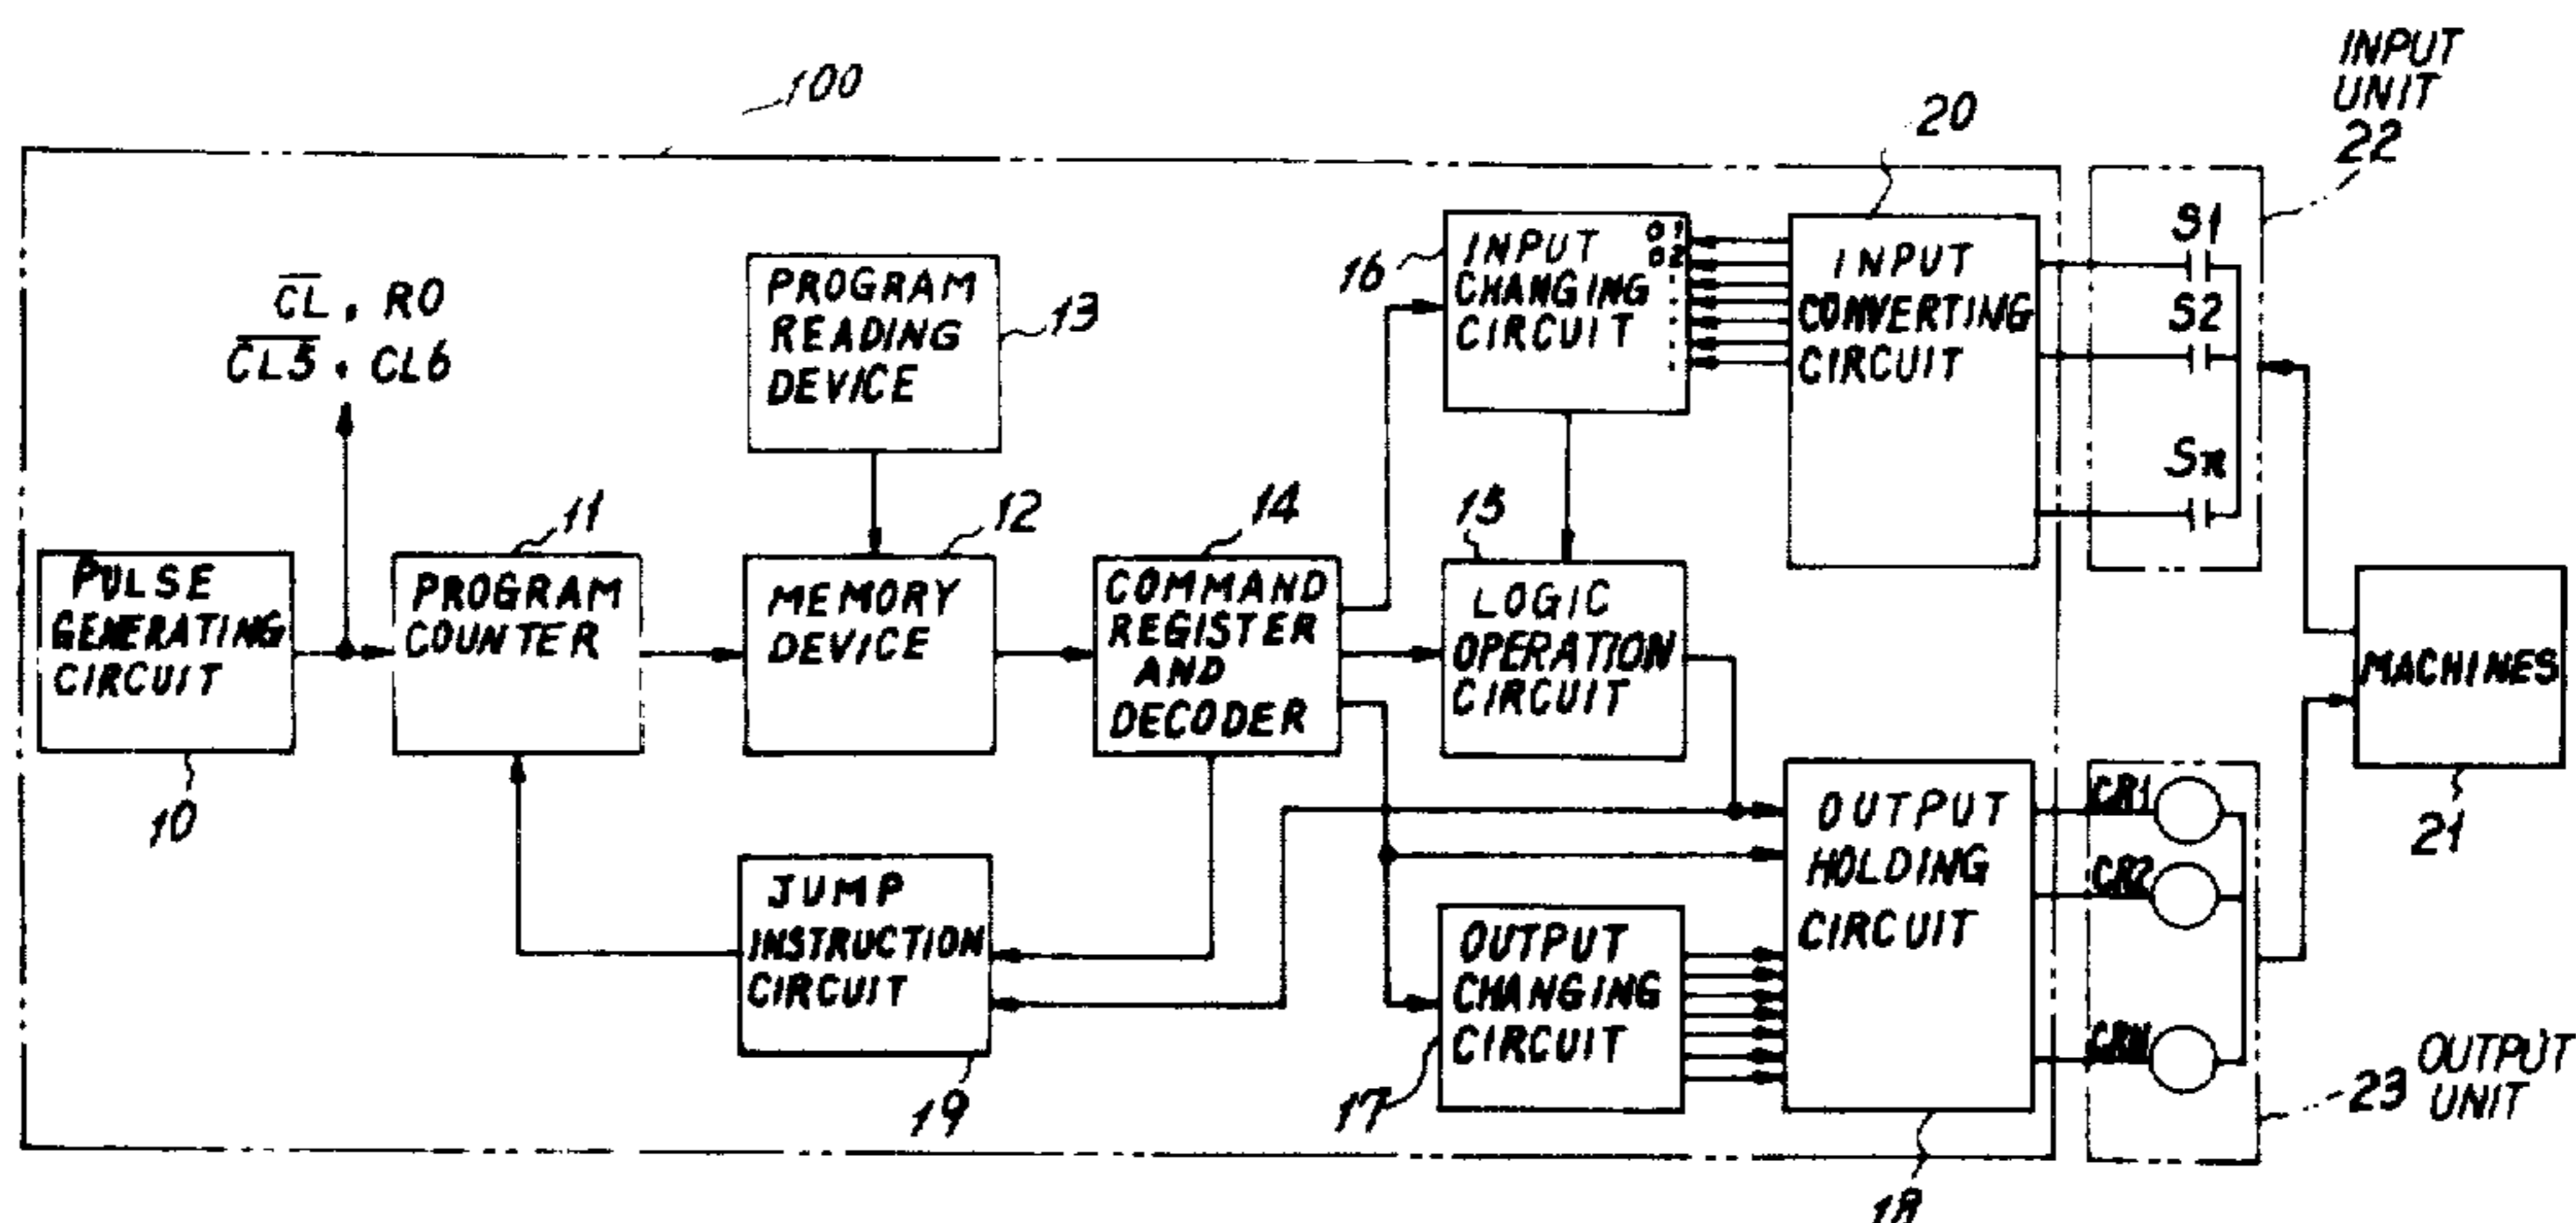 100
INPUT
UNIT
22
20
C̅L̅ . RO
C̅L̅5̅ . CL6
PROGRAM
READING
DEVICE
13
16
INPUT
CHANGING
CIRCUIT
01
02
INPUT
CONVERTING
CIRCUIT
S1
S2
Sn
11
12
14
15
PULSE
GENERATING
CIRCUIT
PROGRAM
COUNTER
MEMORY
DEVICE
COMMAND
REGISTER
AND
DECODER
LOGIC
OPERATION
CIRCUIT
MACHINES
10
21
JUMP
INSTRUCTION
CIRCUIT
19
OUTPUT
CHANGING
CIRCUIT
17
OUTPUT
HOLDING
CIRCUIT
18
CR1
CR2
CRN
23 OUTPUT
UNIT